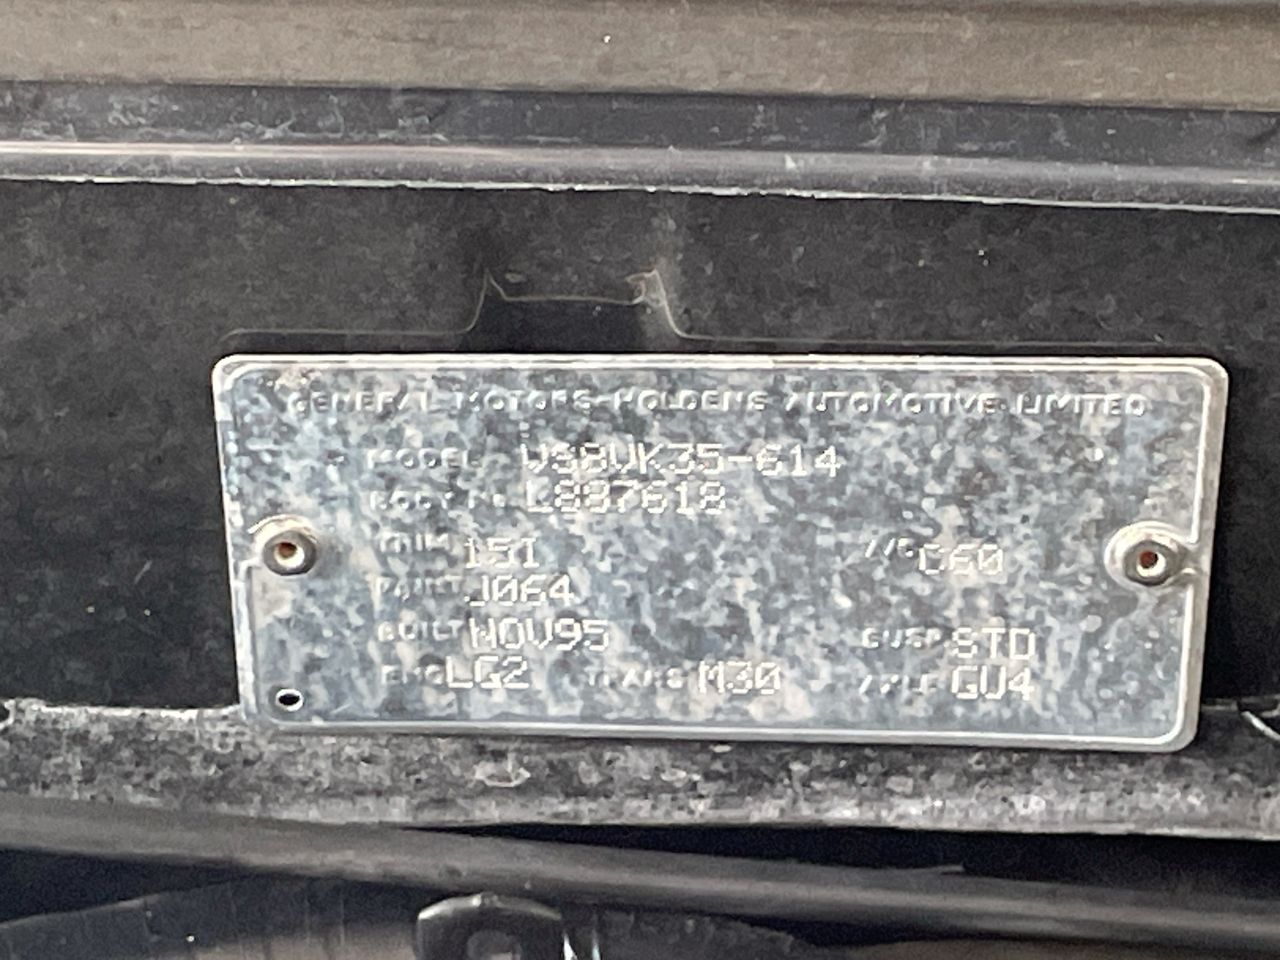 GENERAL MOTORS-HOLDENS AUTOMOTIVE LIMITED
MODEL VS8VK35-614
BODY No L887618
TRIM 15I A/C C60
PAINT J064
BUILT NOV95 SUSP STD
ENG LG2 TRANS M30 AXLE GU4